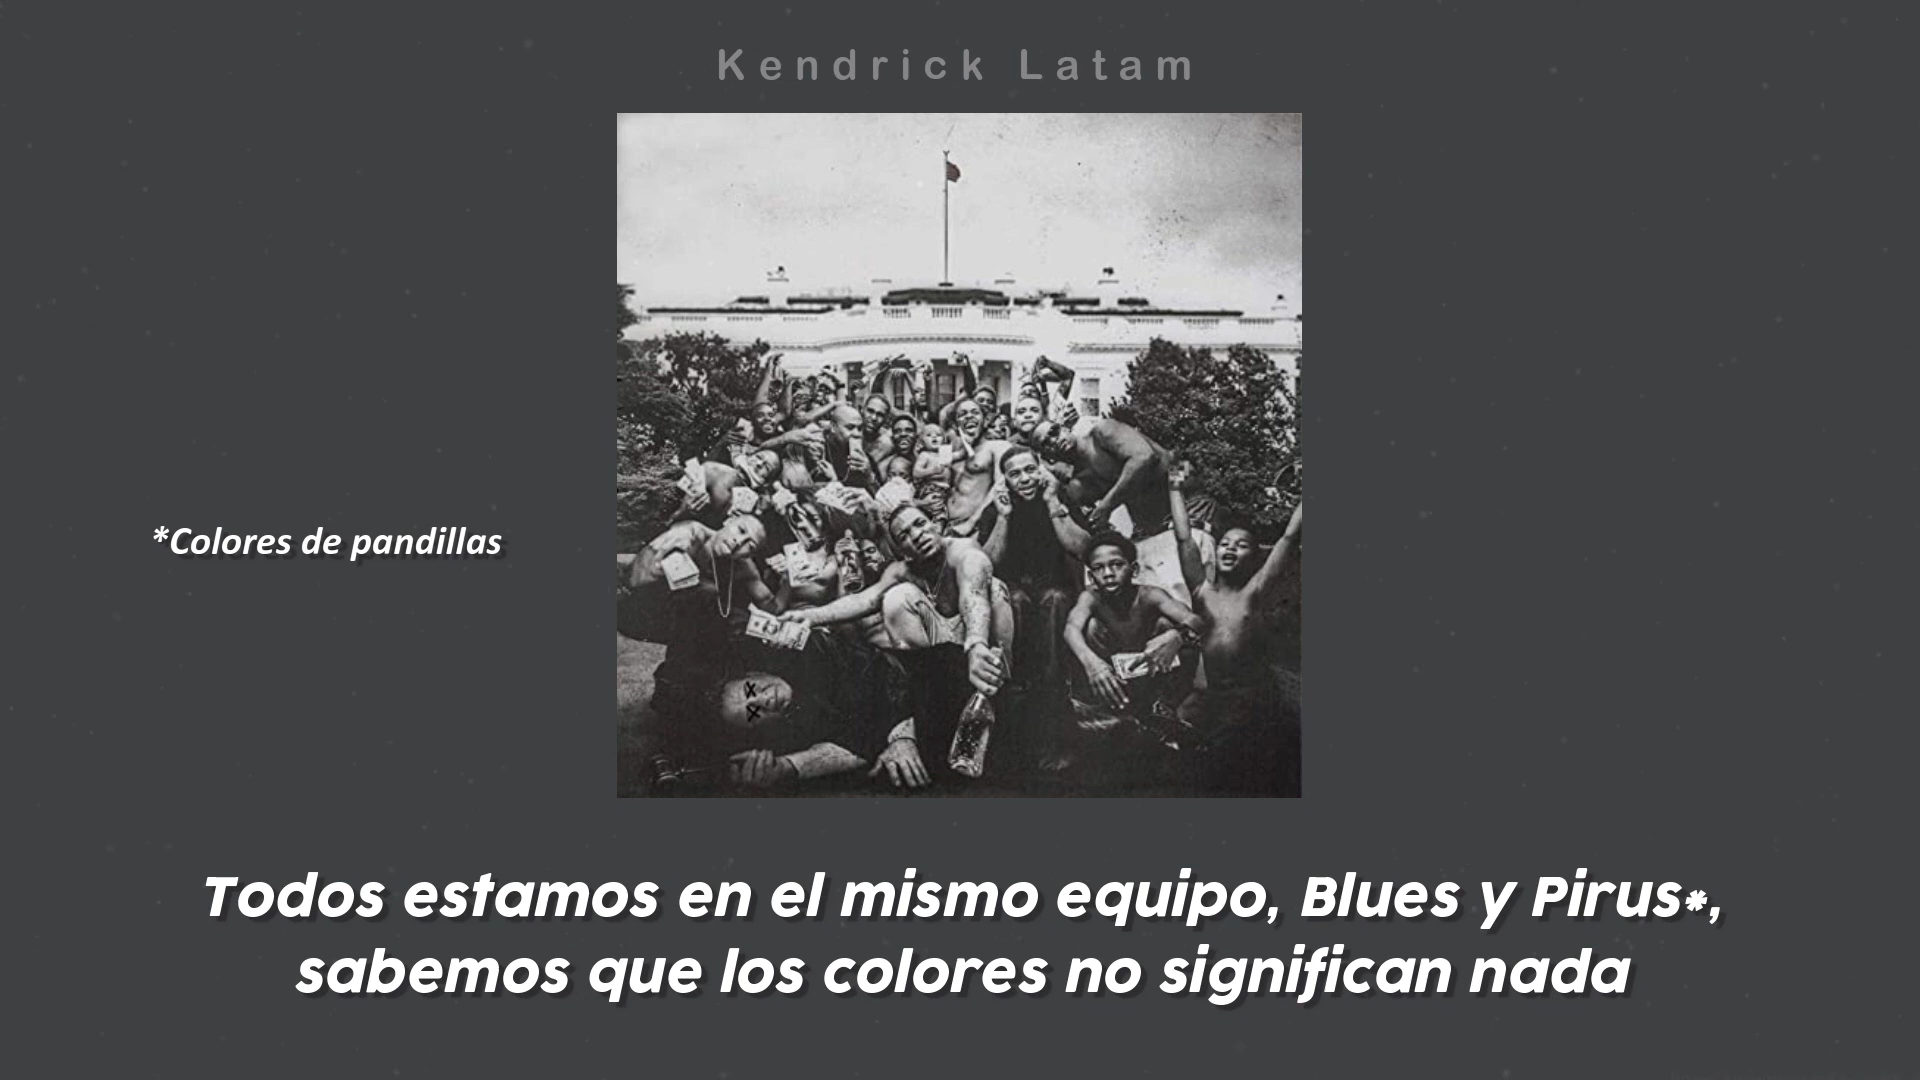 Kendrick Latam
*Colores de pandillas
Todos estamos en el mismo equipo, Blues y Pirus*,
sabemos que los colores no significan nada